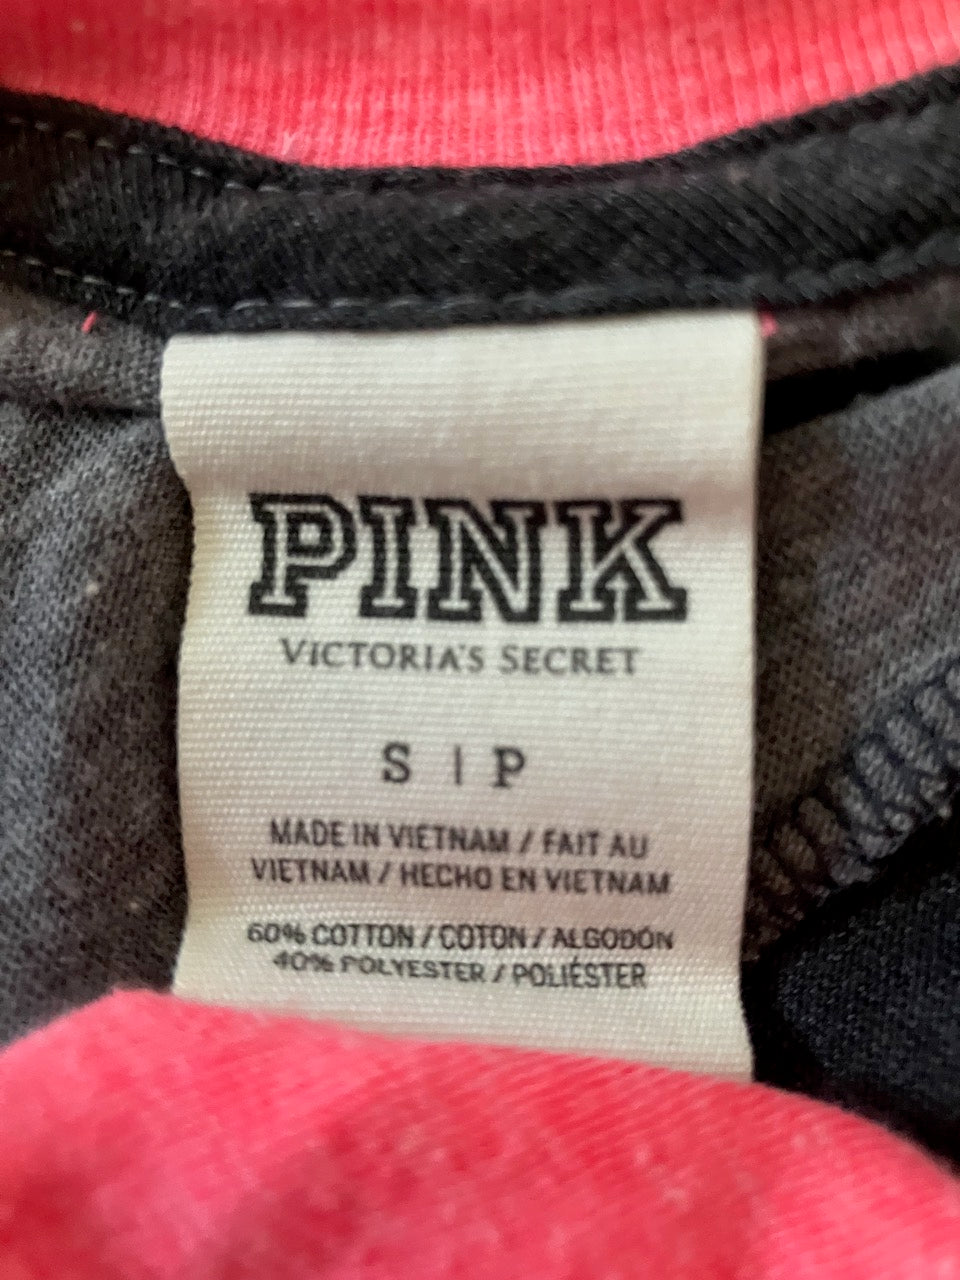 PINK
VICTORIA'S SECRET
S | P
MADE IN VIETNAM / FAIT AU
VIETNAM / HECHO EN VIETNAM
60% COTTON / COTON / ALGODÓN
40% POLYESTER / POLIÉSTER